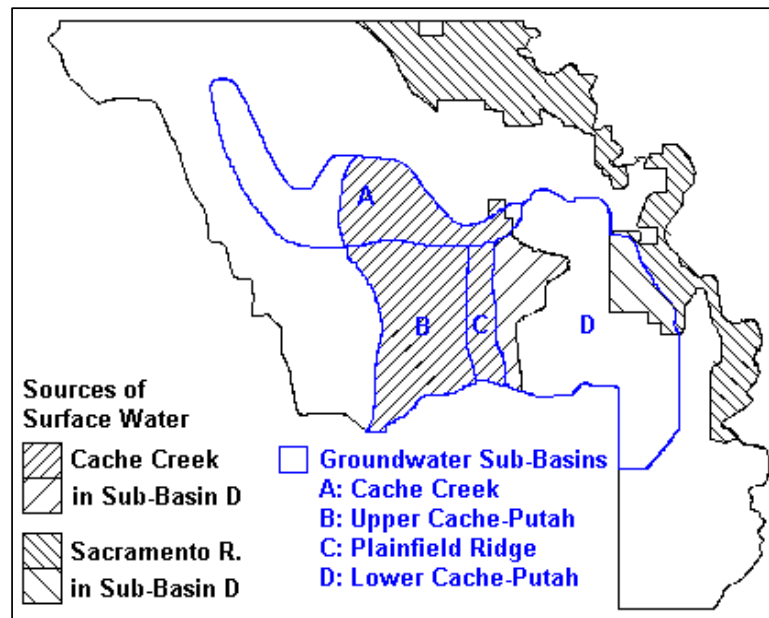 A
B
C
D
Sources of
Surface Water
Cache Creek
in Sub-Basin D
Sacramento R.
in Sub-Basin D
Groundwater Sub-Basins
A: Cache Creek
B: Upper Cache-Putah
C: Plainfield Ridge
D: Lower Cache-Putah